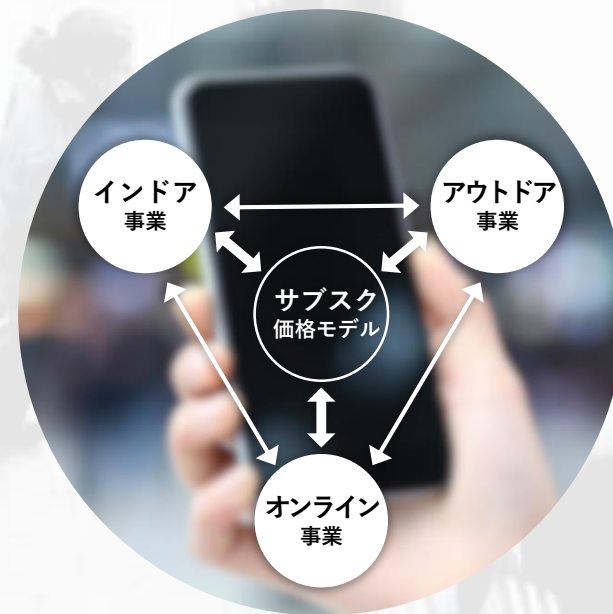 インドア
事業
アウトドア
事業
サブスク
価格モデル
オンライン
事業